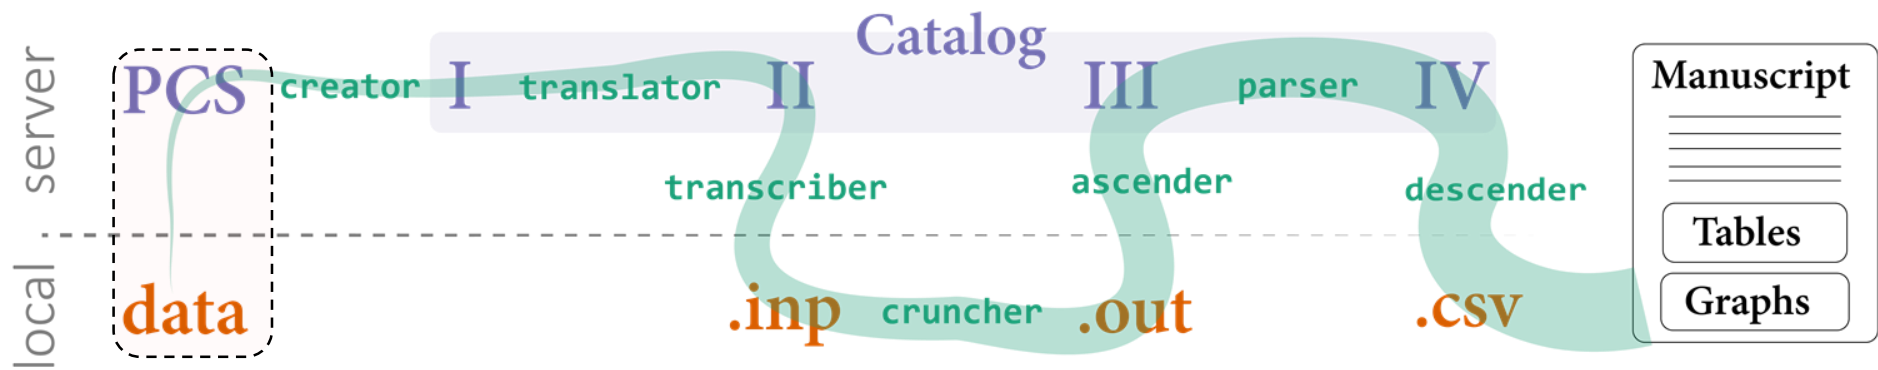 Catalog
server
PCS creator I translator II III parser IV
transcriber ascender descender
local
data .inp cruncher .out .csv
Manuscript
Tables
Graphs